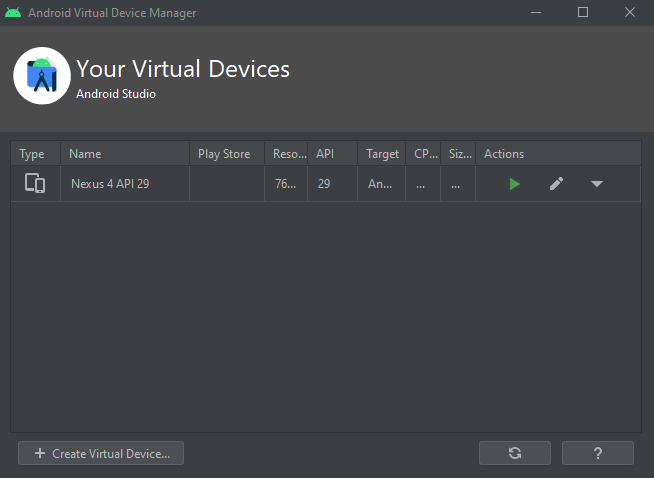 Android Virtual Device Manager
Your Virtual Devices
Android Studio
Type Name Play Store Reso... API Target CP... Siz... Actions
Nexus 4 API 29 76... 29 An... ... ...
+ Create Virtual Device... ?